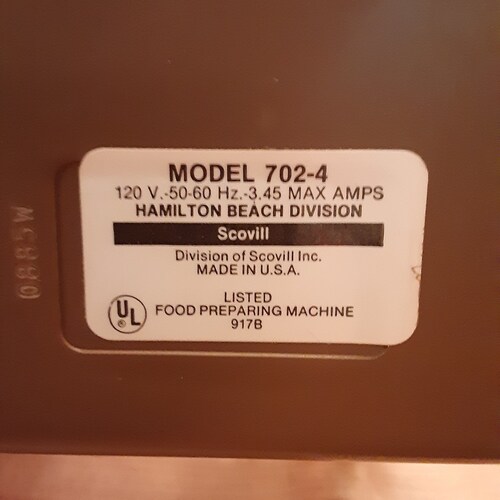 MODEL 702-4
120 V.-50-60 Hz.-3.45 MAX AMPS
HAMILTON BEACH DIVISION
Scovill
Division of Scovill Inc.
MADE IN U.S.A.
LISTED
UL ® FOOD PREPARING MACHINE
917B
0885W